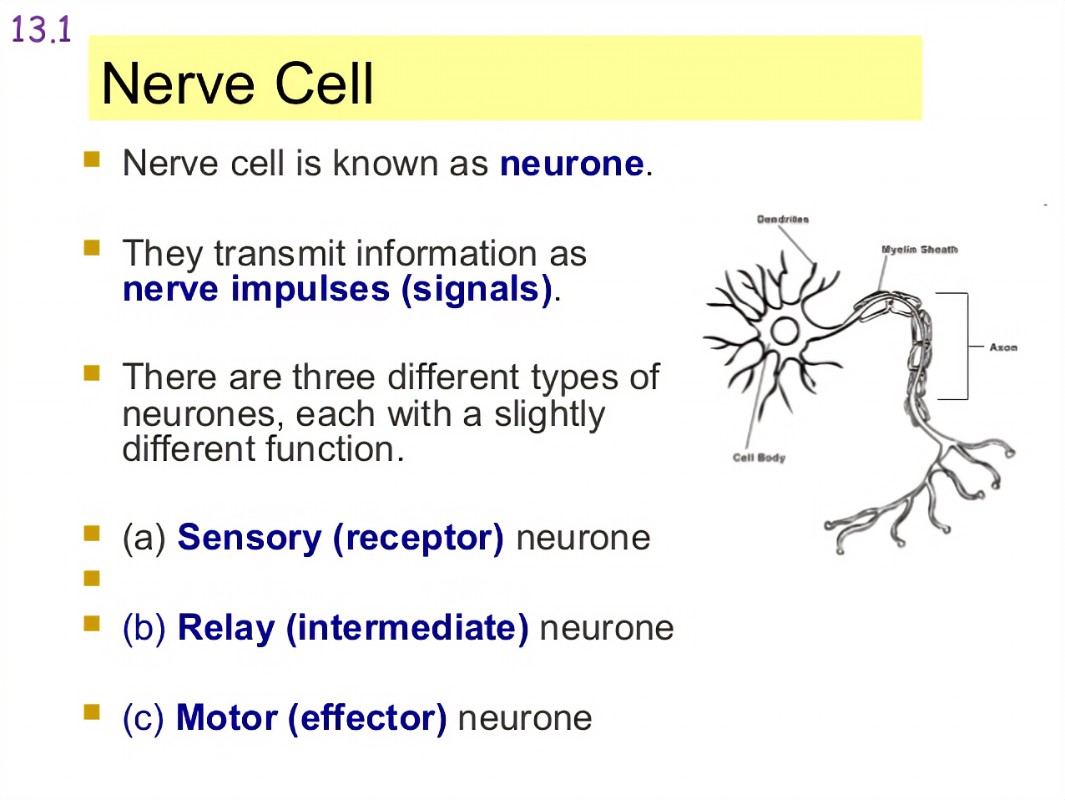 13.1
Nerve Cell
Nerve cell is known as neurone.
They transmit information as
nerve impulses (signals).
There are three different types of
neurones, each with a slightly
different function.
(a) Sensory (receptor) neurone
(b) Relay (intermediate) neurone
(c) Motor (effector) neurone
Dendrites
Myelin Sheath
Axon
Cell Body